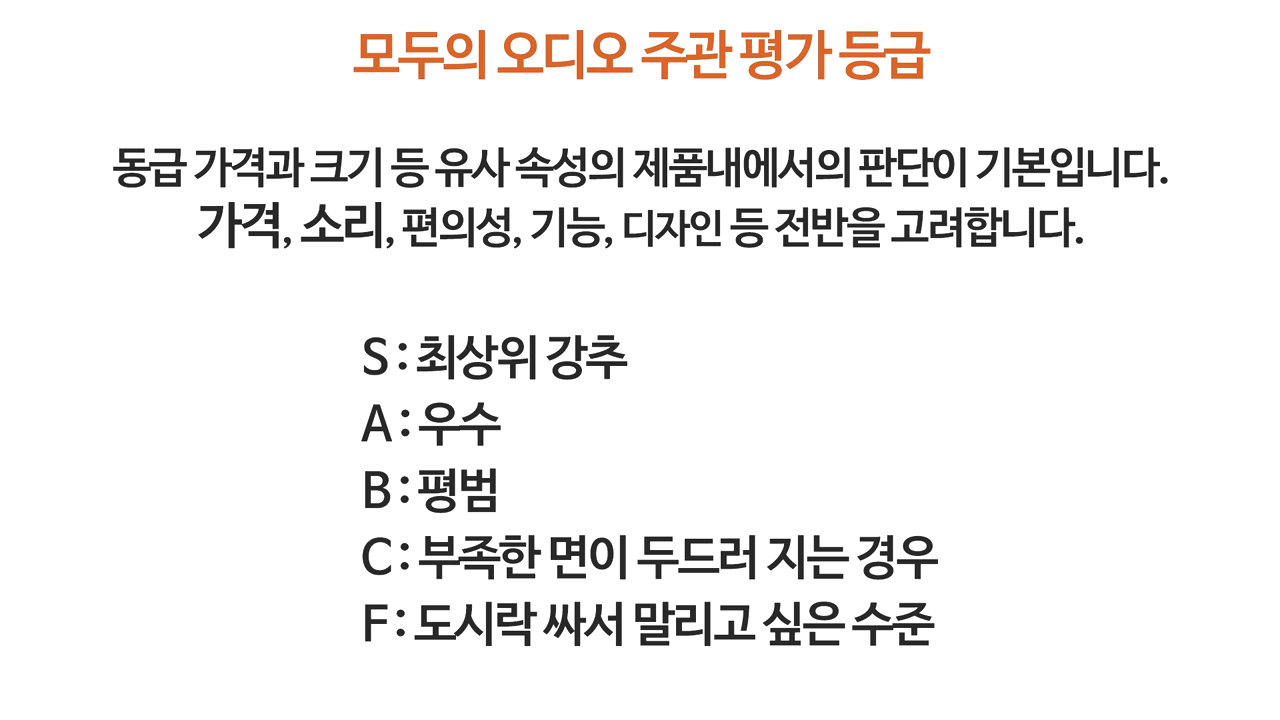 모두의 오디오 주관 평가 등급
동급 가격과 크기 등 유사 속성의 제품내에서의 판단이 기본입니다.
가격, 소리, 편의성, 기능, 디자인 등 전반을 고려합니다.
S : 최상위 강추
A : 우수
B : 평범
C : 부족한 면이 두드러 지는 경우
F : 도시락 싸서 말리고 싶은 수준